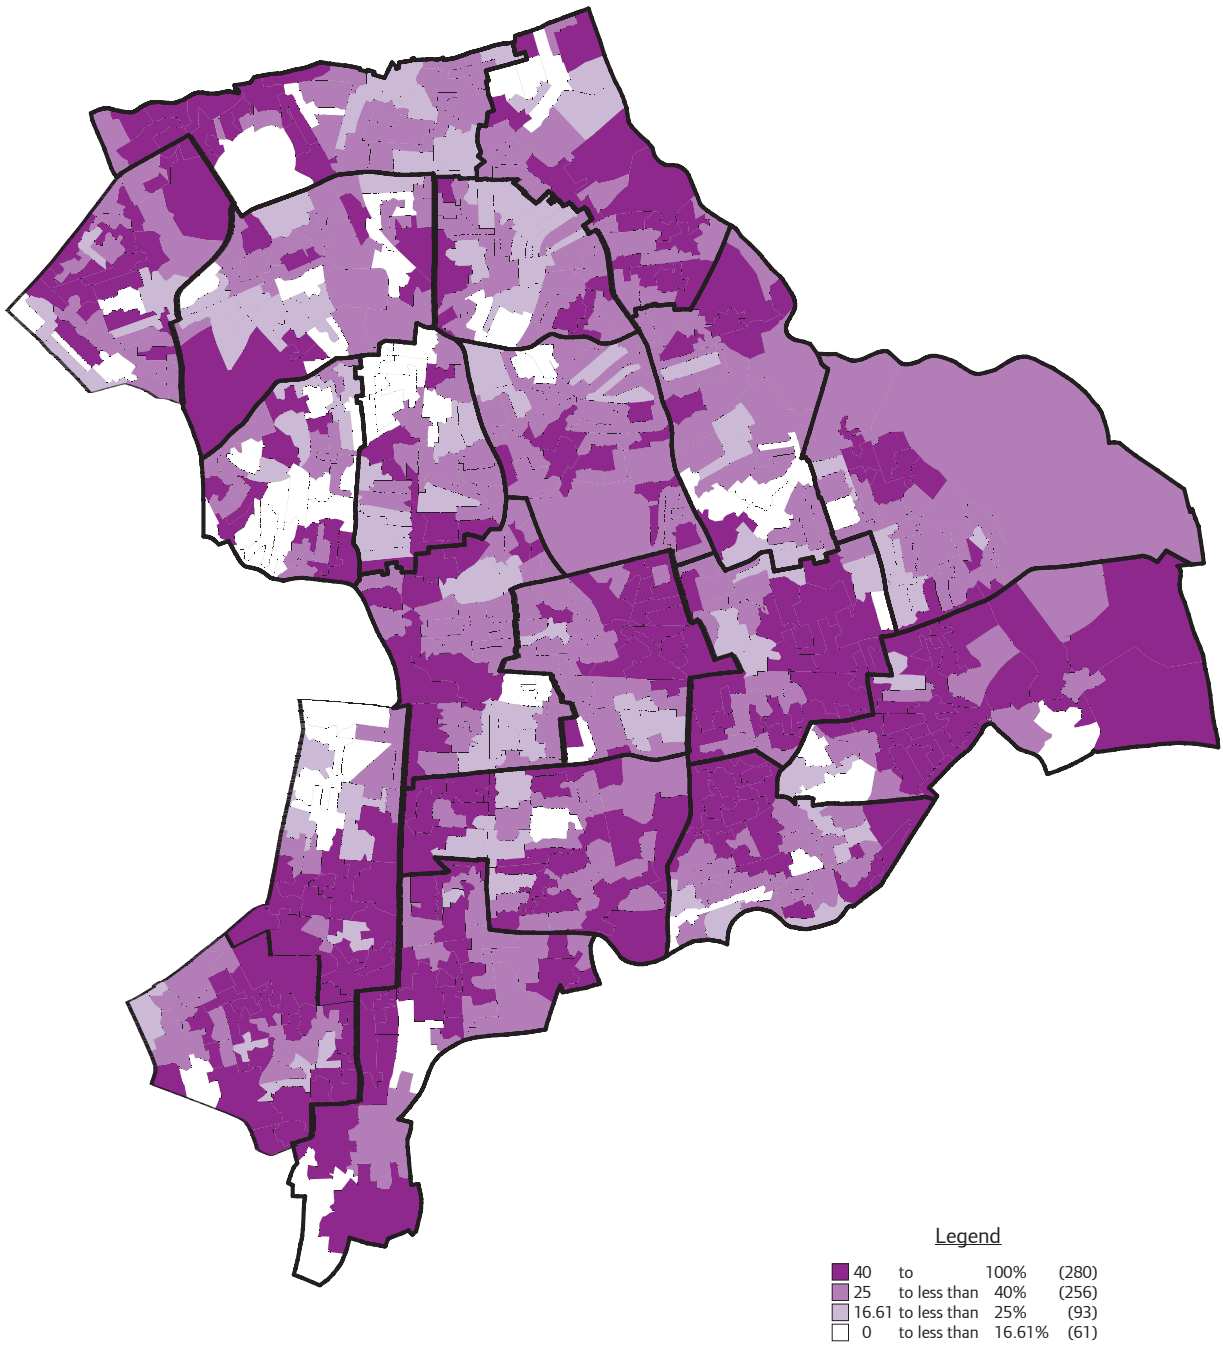 Legend
40 to 100% (280)
25 to less than 40% (256)
16.61 to less than 25% (93)
0 to less than 16.61% (61)